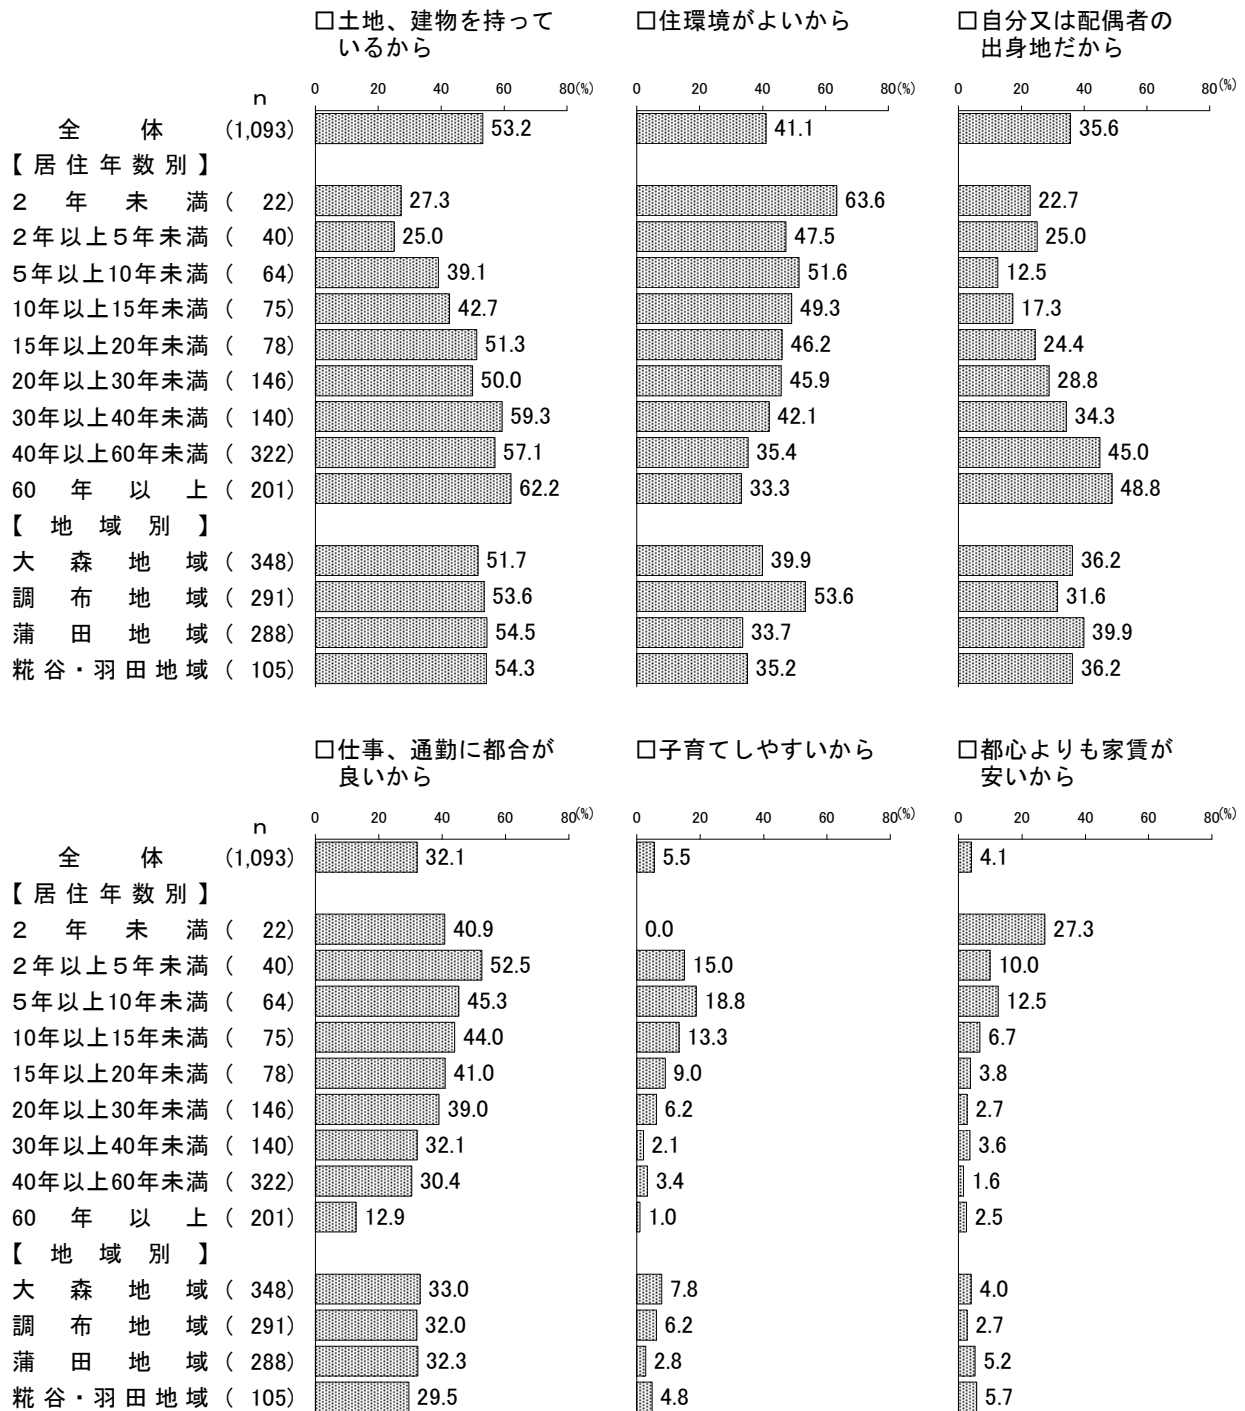 □土地、建物を持って
いるから
□住環境がよいから
□自分又は配偶者の
出身地だから
n
0 20 40 60 80(%)
0 20 40 60 80(%)
0 20 40 60 80(%)
全体 (1,093) 53.2 41.1 35.6
【居住年数別】
2年未満 ( 22) 27.3 63.6 22.7
2年以上5年未満 ( 40) 25.0 47.5 25.0
5年以上10年未満 ( 64) 39.1 51.6 12.5
10年以上15年未満 ( 75) 42.7 49.3 17.3
15年以上20年未満 ( 78) 51.3 46.2 24.4
20年以上30年未満 ( 146) 50.0 45.9 28.8
30年以上40年未満 ( 140) 59.3 42.1 34.3
40年以上60年未満 ( 322) 57.1 35.4 45.0
60年以上 ( 201) 62.2 33.3 48.8
【地域別】
大森地域 ( 348) 51.7 39.9 36.2
調布地域 ( 291) 53.6 53.6 31.6
蒲田地域 ( 288) 54.5 33.7 39.9
糀谷・羽田地域 ( 105) 54.3 35.2 36.2
□仕事、通勤に都合が
良いから
□子育てしやすいから
□都心よりも家賃が
安いから
n
0 20 40 60 80(%)
0 20 40 60 80(%)
0 20 40 60 80(%)
全体 (1,093) 32.1 5.5 4.1
【居住年数別】
2年未満 ( 22) 40.9 0.0 27.3
2年以上5年未満 ( 40) 52.5 15.0 10.0
5年以上10年未満 ( 64) 45.3 18.8 12.5
10年以上15年未満 ( 75) 44.0 13.3 6.7
15年以上20年未満 ( 78) 41.0 9.0 3.8
20年以上30年未満 ( 146) 39.0 6.2 2.7
30年以上40年未満 ( 140) 32.1 2.1 3.6
40年以上60年未満 ( 322) 30.4 3.4 1.6
60年以上 ( 201) 12.9 1.0 2.5
【地域別】
大森地域 ( 348) 33.0 7.8 4.0
調布地域 ( 291) 32.0 6.2 2.7
蒲田地域 ( 288) 32.3 2.8 5.2
糀谷・羽田地域 ( 105) 29.5 4.8 5.7